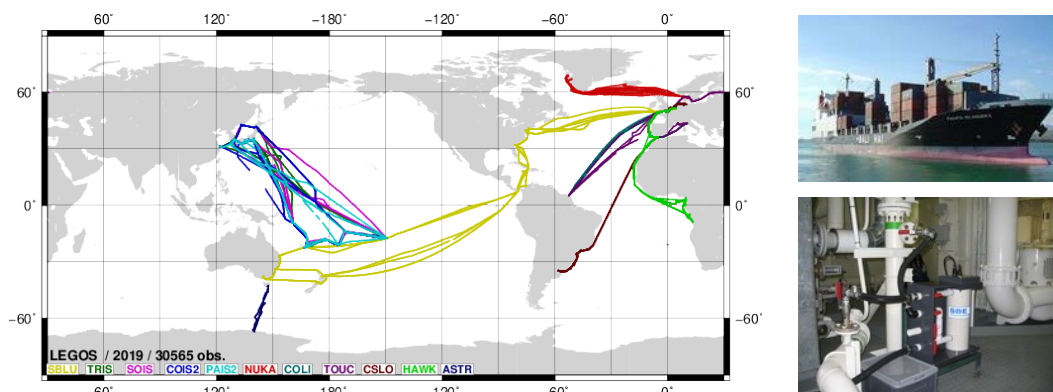 60˚ 120˚ −180˚ −120˚ −60˚ 0˚
60˚ 60˚
0˚ 0˚
−60˚ −60˚
LEGOS / 2019 / 30565 obs.
SBLU TRIS SOIS COIS2 PAIS2 NUKA COLI TOUC CSLO HAWK ASTR
60˚ 120˚ −180˚ −120˚ −60˚ 0˚
SBE